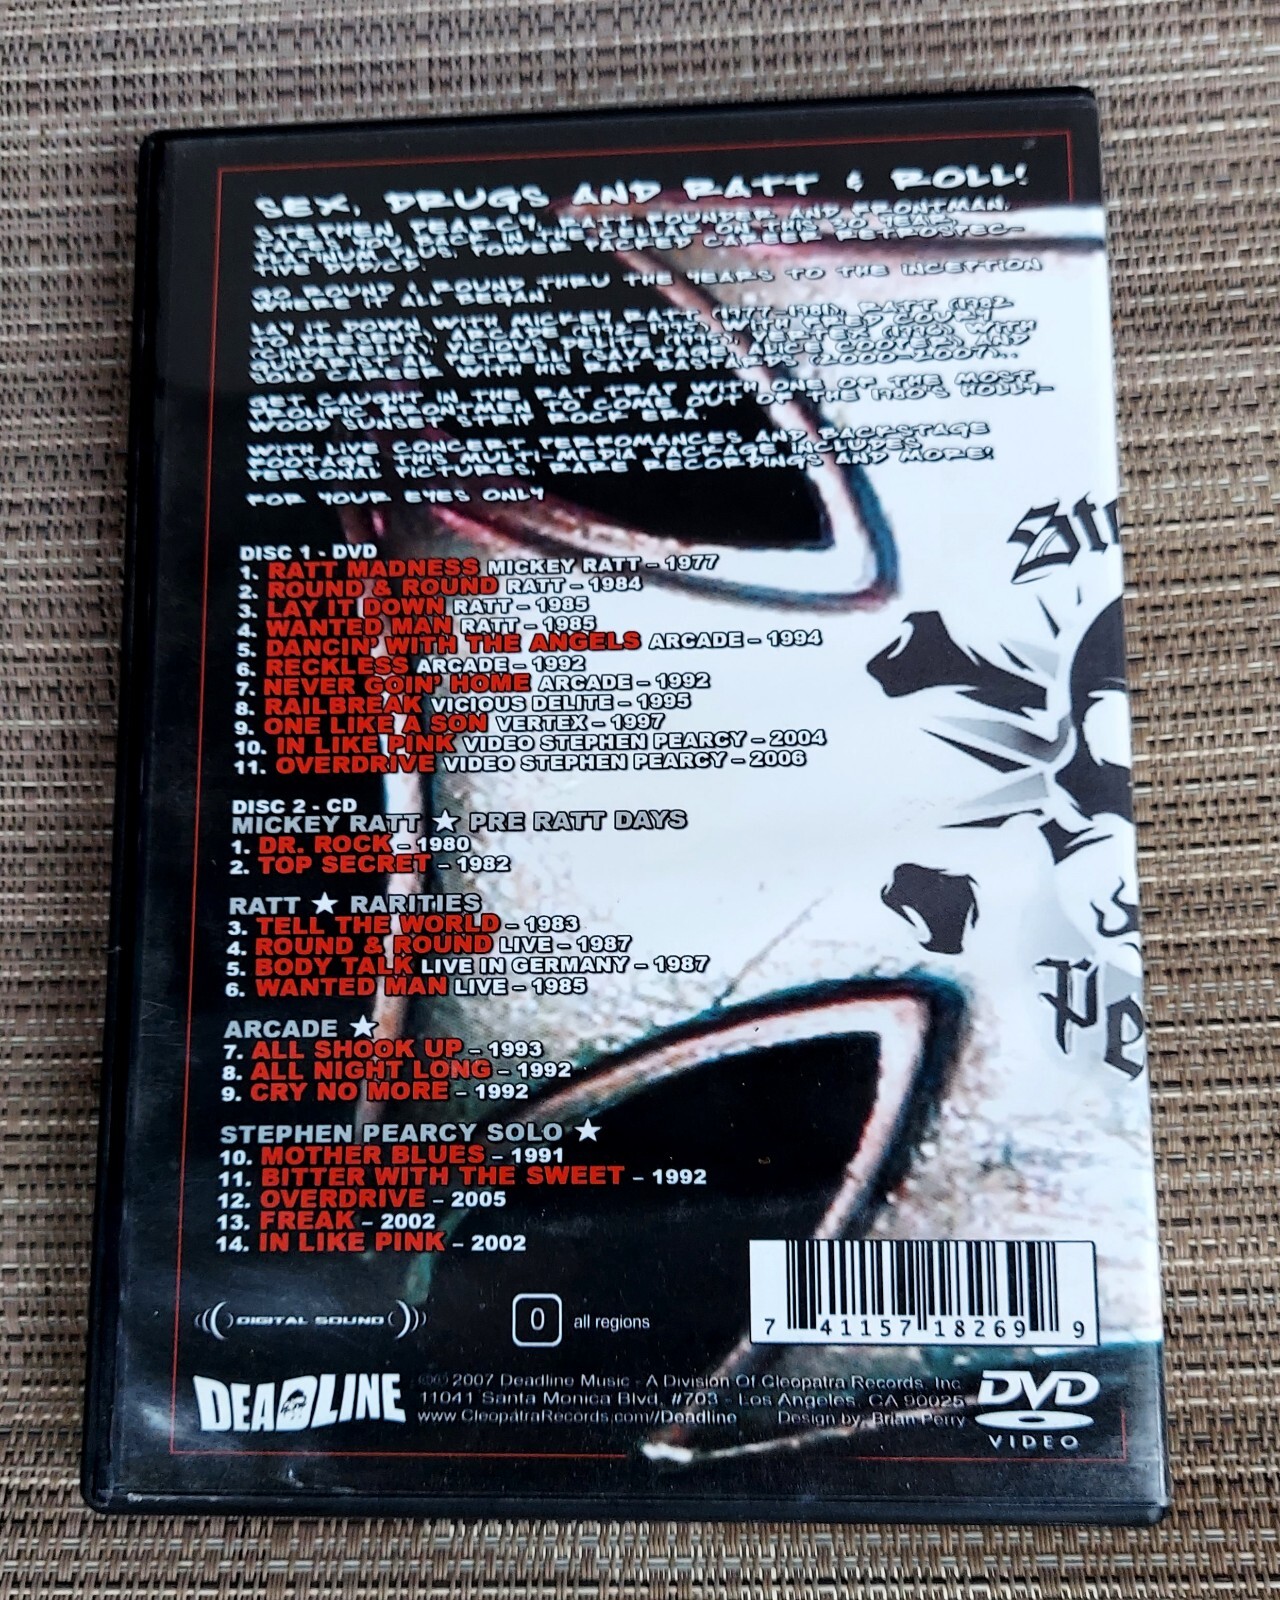 SEX, DRUGS AND RATT & ROLL!
STEPHEN PEARCY, RATT FOUNDER AND FRONTMAN,
TAKES YOU BACK IN THE CELLAR ON THIS 30 YEAR,
PLATINUM PLUS, POWER PACKED CAREER RETROSPEC-
TIVE DVD/CD.
GO ROUND & ROUND THRU THE YEARS TO THE INCEPTION
WHERE IT ALL BEGAN.
LAY IT DOWN WITH MICKEY RATT (1977-1981), RATT (1982
TO PRESENT), ARCADE (1992-1995) WITH FRED COURY
(CINDERELLA), VICIOUS DELITE (1995), VERTEX (1996) WITH
GUITARIST AL PITRELLI (SAVATAGE, ALICE COOPER) AND
SOLO CAREER WITH HIS RAT BASTARDS (2000-2007)...
GET CAUGHT IN THE RAT TRAP WITH ONE OF THE MOST
PROLIFIC FRONTMEN TO COME OUT OF THE 1980'S HOLLY-
WOOD SUNSET STRIP ROCK ERA.
WITH LIVE CONCERT PERFOMANCES AND BACKSTAGE
FOOTAGE THIS MULTI-MEDIA PACKAGE INCLUDES
PERSONAL PICTURES, RARE RECORDINGS AND MORE!
FOR YOUR EYES ONLY
DISC 1 - DVD
1. RATT MADNESS MICKEY RATT – 1977
2. ROUND & ROUND RATT – 1984
3. LAY IT DOWN RATT – 1985
4. WANTED MAN RATT – 1985
5. DANCIN' WITH THE ANGELS ARCADE – 1994
6. RECKLESS ARCADE – 1992
7. NEVER GOIN' HOME ARCADE – 1992
8. RAILBREAK VICIOUS DELITE – 1995
9. ONE LIKE A SON VERTEX – 1997
10. IN LIKE PINK VIDEO STEPHEN PEARCY – 2004
11. OVERDRIVE VIDEO STEPHEN PEARCY – 2006
DISC 2 - CD
MICKEY RATT ★ PRE RATT DAYS
1. DR. ROCK – 1980
2. TOP SECRET – 1982
RATT ★ RARITIES
3. TELL THE WORLD – 1983
4. ROUND & ROUND LIVE – 1987
5. BODY TALK LIVE IN GERMANY – 1987
6. WANTED MAN LIVE – 1985
ARCADE ★
7. ALL SHOOK UP – 1993
8. ALL NIGHT LONG – 1992
9. CRY NO MORE – 1992
STEPHEN PEARCY SOLO ★
10. MOTHER BLUES – 1991
11. BITTER WITH THE SWEET – 1992
12. OVERDRIVE – 2005
13. FREAK – 2002
14. IN LIKE PINK – 2002
Ste
Pe
DIGITAL SOUND
0 all regions
7 41157 18269 9
DEADLINE
℗© 2007 Deadline Music - A Division Of Cleopatra Records, Inc.
11041 Santa Monica Blvd, #703 - Los Angeles, CA 90025
www.CleopatraRecords.com//Deadline Design by, Brian Perry
DVD
VIDEO